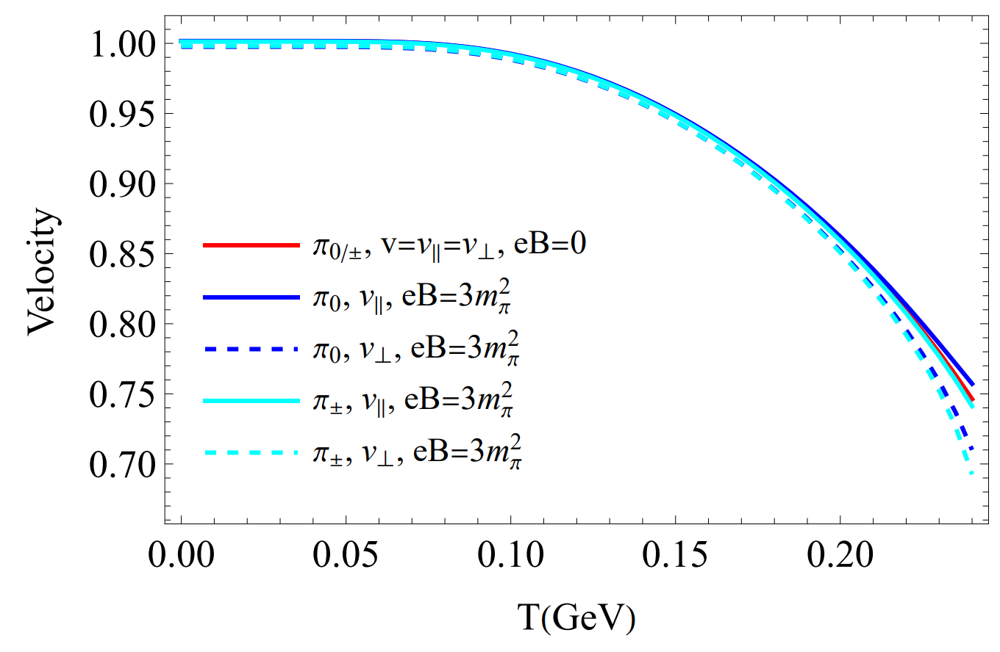 1.00
0.95
0.90
0.85
0.80
0.75
0.70
Velocity
π₀/±, v=v∥=v⊥, eB=0
π₀, v∥, eB=3m²π
π₀, v⊥, eB=3m²π
π±, v∥, eB=3m²π
π±, v⊥, eB=3m²π
0.00 0.05 0.10 0.15 0.20
T(GeV)